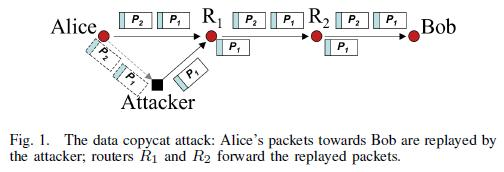 Alice P₂ P₁ R₁ P₂ P₁ R₂ P₂ P₁ Bob
P₁ P₁
P₂ P₁ P₁
Attacker
Fig. 1. The data copycat attack: Alice's packets towards Bob are replayed by
the attacker; routers R₁ and R₂ forward the replayed packets.